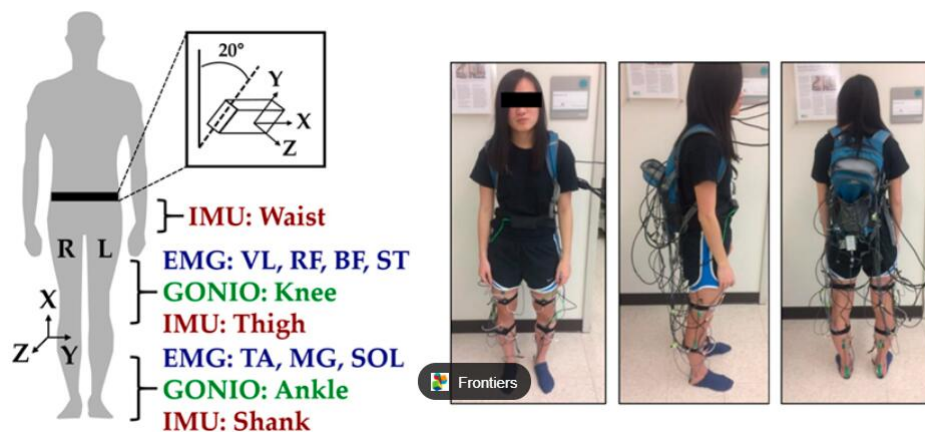 20°
Y
X
Z
IMU: Waist
R L
EMG: VL, RF, BF, ST
GONIO: Knee
IMU: Thigh
X
Z Y
EMG: TA, MG, SOL
GONIO: Ankle
IMU: Shank
Frontiers